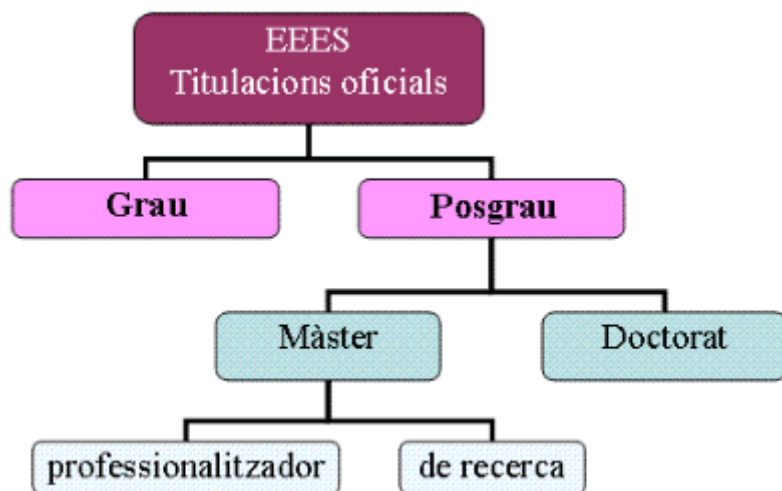 EEES
Titulacions oficials
Grau
Posgrau
Màster
Doctorat
professionalitzador
de recerca